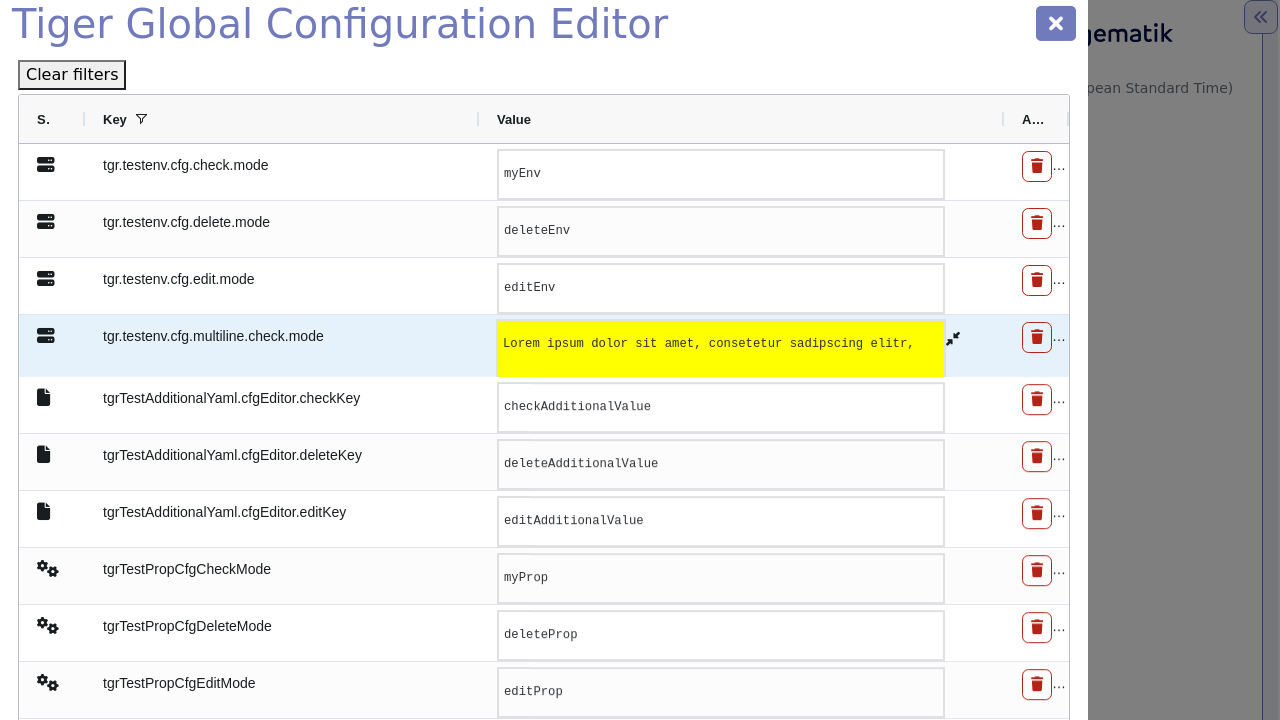 Tiger Global Configuration Editor
gematik
Clear filters
pean Standard Time)
S. Key Value A...
tgr.testenv.cfg.check.mode myEnv ...
tgr.testenv.cfg.delete.mode deleteEnv ...
tgr.testenv.cfg.edit.mode editEnv ...
tgr.testenv.cfg.multiline.check.mode Lorem ipsum dolor sit amet, consetetur sadipscing elitr, ...
tgrTestAdditionalYaml.cfgEditor.checkKey checkAdditionalValue ...
tgrTestAdditionalYaml.cfgEditor.deleteKey deleteAdditionalValue ...
tgrTestAdditionalYaml.cfgEditor.editKey editAdditionalValue ...
tgrTestPropCfgCheckMode myProp ...
tgrTestPropCfgDeleteMode deleteProp ...
tgrTestPropCfgEditMode editProp ...